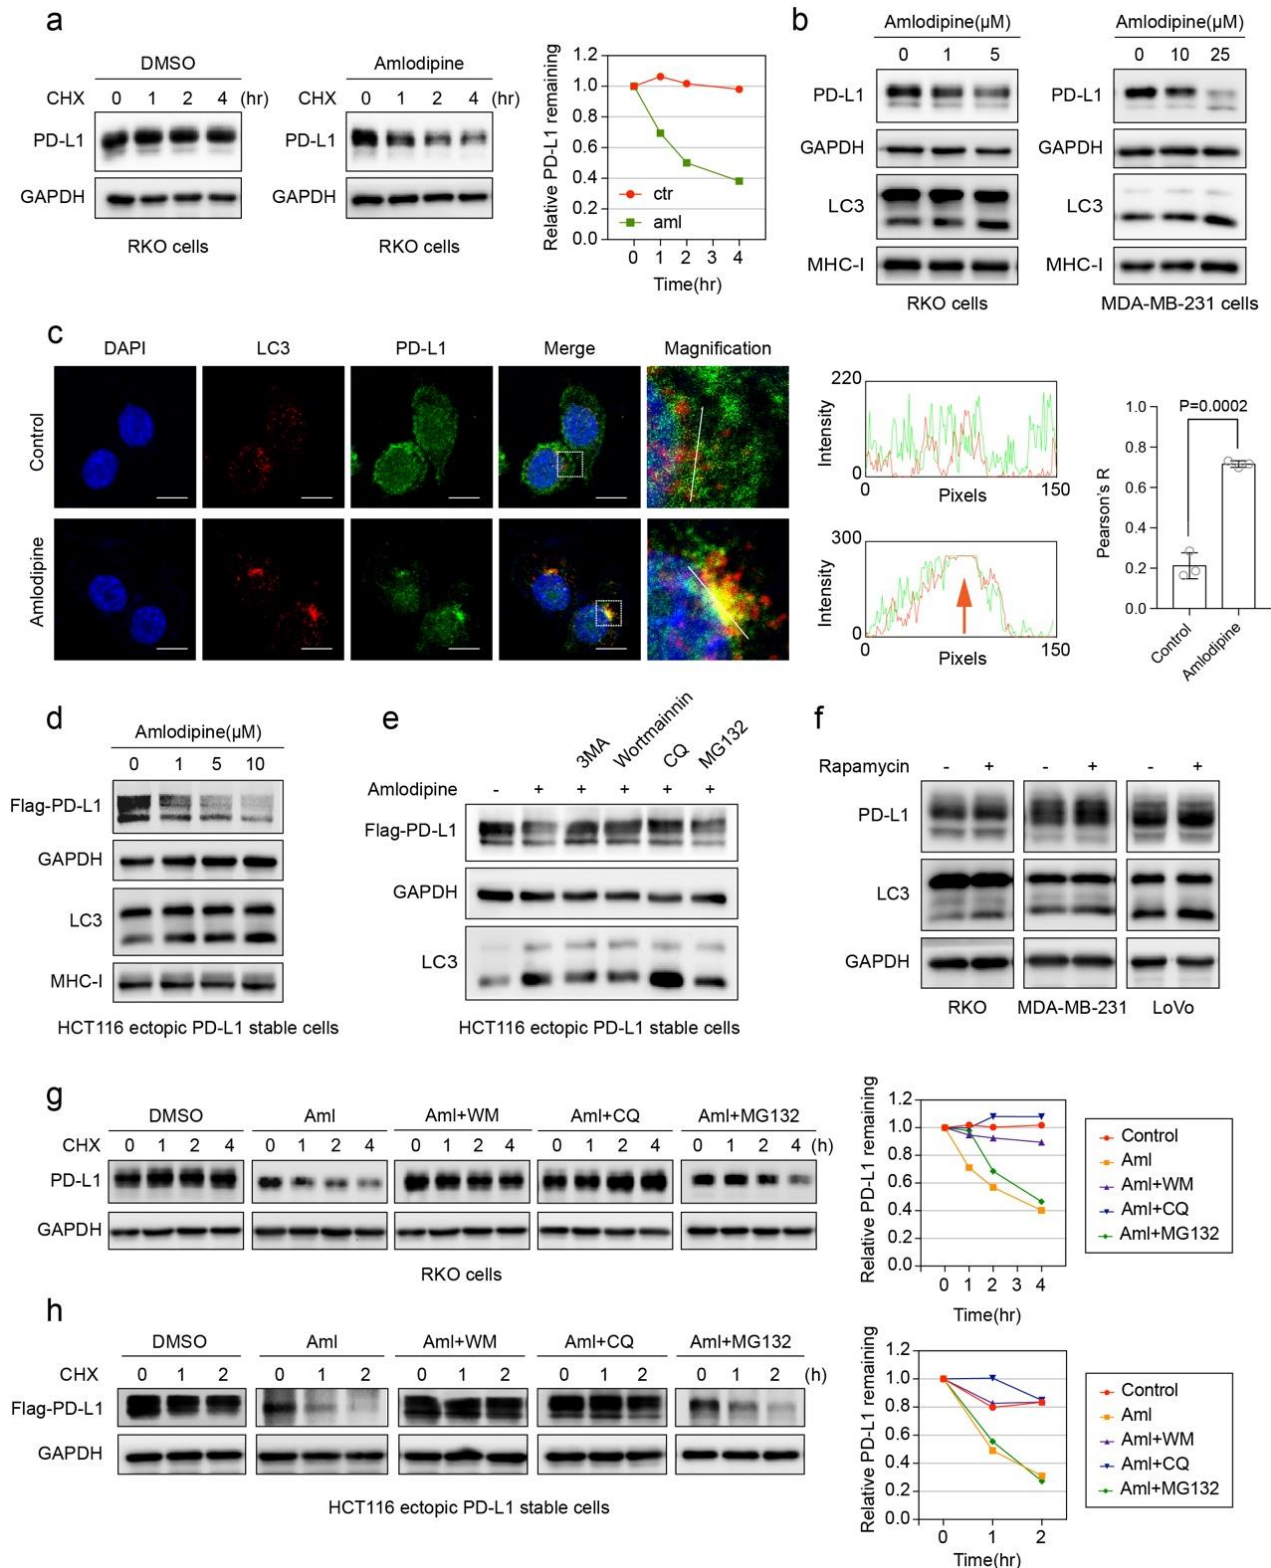 a
DMSO
CHX 0 1 2 4 (hr)
PD-L1
GAPDH
RKO cells
Amlodipine
CHX 0 1 2 4 (hr)
PD-L1
GAPDH
RKO cells
Relative PD-L1 remaining
1.2
1.0
0.8
0.6
0.4
0.2
0.0
ctr
aml
0 1 2 3 4
Time(hr)
b
Amlodipine(μM)
0 1 5
PD-L1
GAPDH
LC3
MHC-I
RKO cells
Amlodipine(μM)
0 10 25
PD-L1
GAPDH
LC3
MHC-I
MDA-MB-231 cells
c
DAPI LC3 PD-L1 Merge Magnification
Control
Amlodipine
220
Intensity
0
0 150
Pixels
300
Intensity
0
0 150
Pixels
P=0.0002
Pearson's R
1.0
0.8
0.6
0.4
0.2
0.0
Control
Amlodipine
d
Amlodipine(μM)
0 1 5 10
Flag-PD-L1
GAPDH
LC3
MHC-I
HCT116 ectopic PD-L1 stable cells
e
3MA Wortmainnin CQ MG132
Amlodipine - + + + + +
Flag-PD-L1
GAPDH
LC3
HCT116 ectopic PD-L1 stable cells
f
Rapamycin - + - + - +
PD-L1
LC3
GAPDH
RKO MDA-MB-231 LoVo
g
DMSO Aml Aml+WM Aml+CQ Aml+MG132
CHX 0 1 2 4 0 1 2 4 0 1 2 4 0 1 2 4 0 1 2 4 (h)
PD-L1
GAPDH
RKO cells
Relative PD-L1 remaining
1.2
1.0
0.8
0.6
0.4
0.2
0.0
0 1 2 3 4
Time(hr)
Control
Aml
Aml+WM
Aml+CQ
Aml+MG132
h
DMSO Aml Aml+WM Aml+CQ Aml+MG132
CHX 0 1 2 0 1 2 0 1 2 0 1 2 0 1 2 (h)
Flag-PD-L1
GAPDH
HCT116 ectopic PD-L1 stable cells
Relative PD-L1 remaining
1.2
1.0
0.8
0.6
0.4
0.2
0.0
0 1 2
Time(hr)
Control
Aml
Aml+WM
Aml+CQ
Aml+MG132